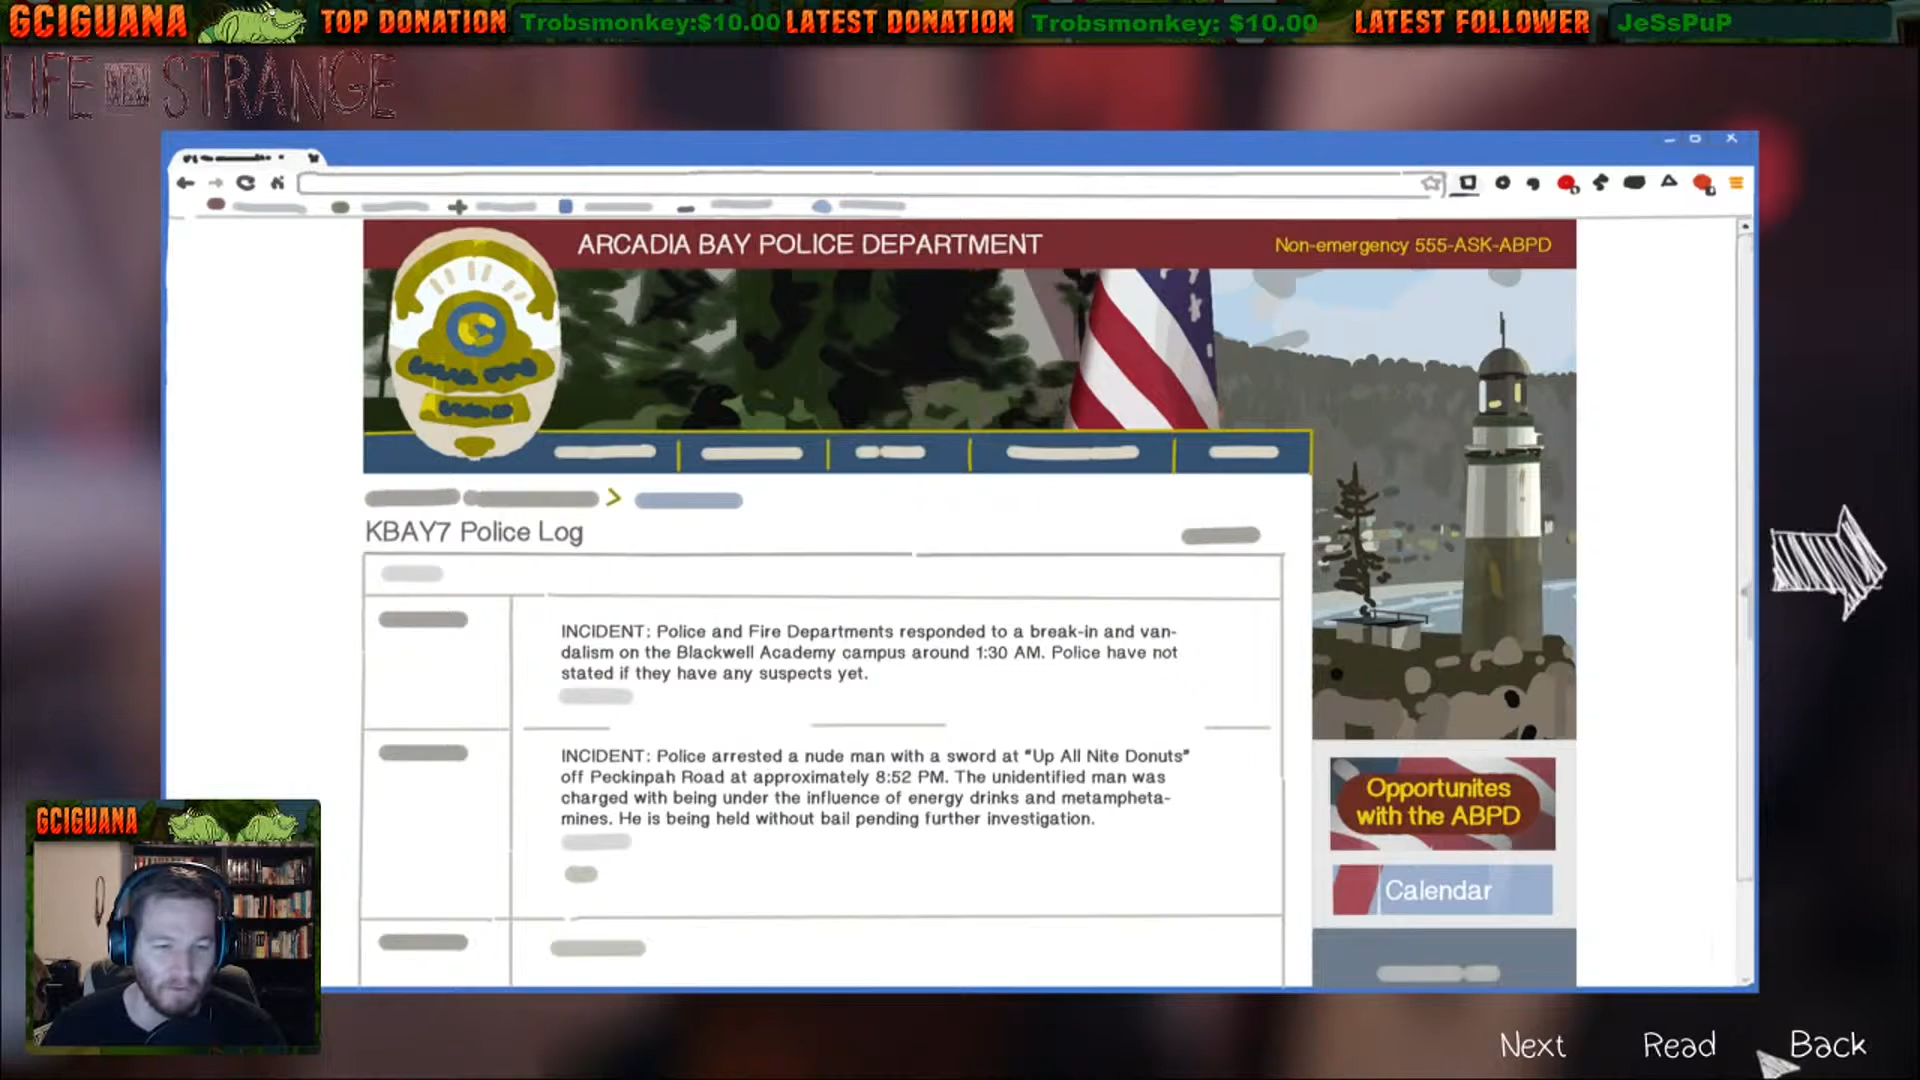 GCIGUANA TOP DONATION Trobsmonkey:$10.00 LATEST DONATION Trobsmonkey: $10.00 LATEST FOLLOWER JeSsPuP
LIFE IS STRANGE
ARCADIA BAY POLICE DEPARTMENT
Non-emergency 555-ASK-ABPD
KBAY7 Police Log
INCIDENT: Police and Fire Departments responded to a break-in and van-
dalism on the Blackwell Academy campus around 1:30 AM. Police have not
stated if they have any suspects yet.
INCIDENT: Police arrested a nude man with a sword at "Up All Nite Donuts"
off Peckinpah Road at approximately 8:52 PM. The unidentified man was
charged with being under the influence of energy drinks and metampheta-
mines. He is being held without bail pending further investigation.
Opportunites
with the ABPD
Calendar
GCIGUANA
Next Read Back